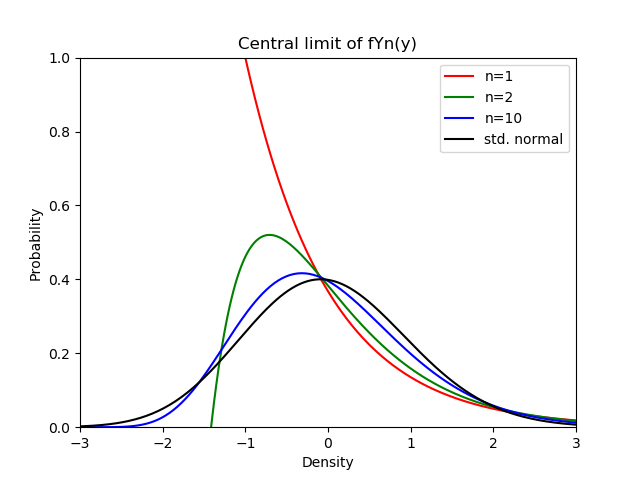 Central limit of fYn(y)
n=1
n=2
n=10
std. normal
Probability
1.0
0.8
0.6
0.4
0.2
0.0
−3
−2
−1
0
1
2
3
Density